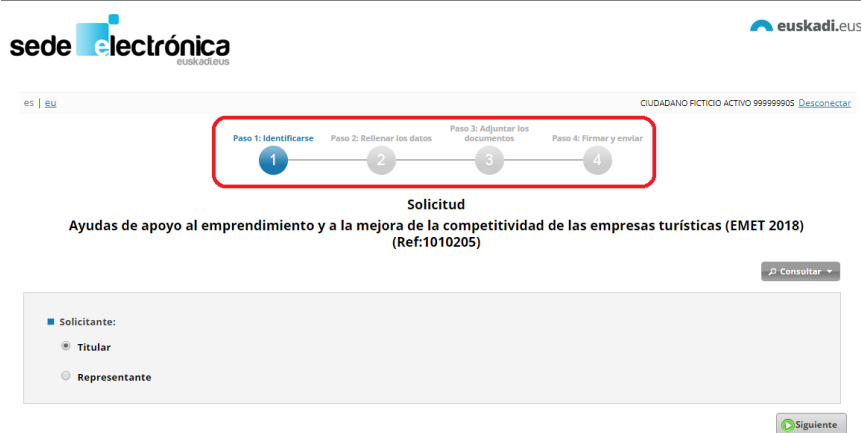 sede electrónica
euskadi.eus
euskadi.eus
es | eu
CIUDADANO FICTICIO ACTIVO 99999990S Desconectar
Paso 1: Identificarse
Paso 2: Rellenar los datos
Paso 3: Adjuntar los
documentos
Paso 4: Firmar y enviar
1
2
3
4
Solicitud
Ayudas de apoyo al emprendimiento y a la mejora de la competitividad de las empresas turísticas (EMET 2018)
(Ref:1010205)
Consultar
Solicitante:
Titular
Representante
Siguiente